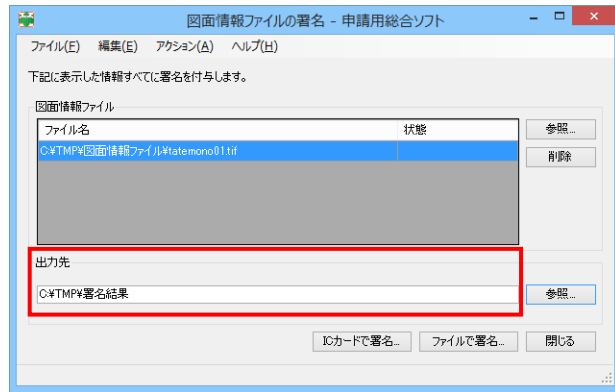 図面情報ファイルの署名 - 申請用総合ソフト
ファイル(F) 編集(E) アクション(A) ヘルプ(H)
下記に表示した情報すべてに署名を付与します。
図面情報ファイル
ファイル名 状態 参照...
C:¥TMP¥図面情報ファイル¥tatemono01.tif
削除
出力先
C:¥TMP¥署名結果 参照...
ICカードで署名... ファイルで署名... 閉じる